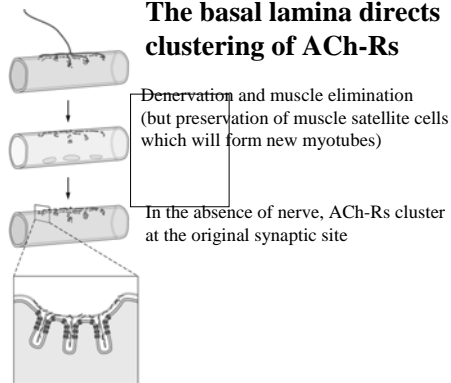 The basal lamina directs
clustering of ACh-Rs
Denervation and muscle elimination
(but preservation of muscle satellite cells
which will form new myotubes)
In the absence of nerve, ACh-Rs cluster
at the original synaptic site